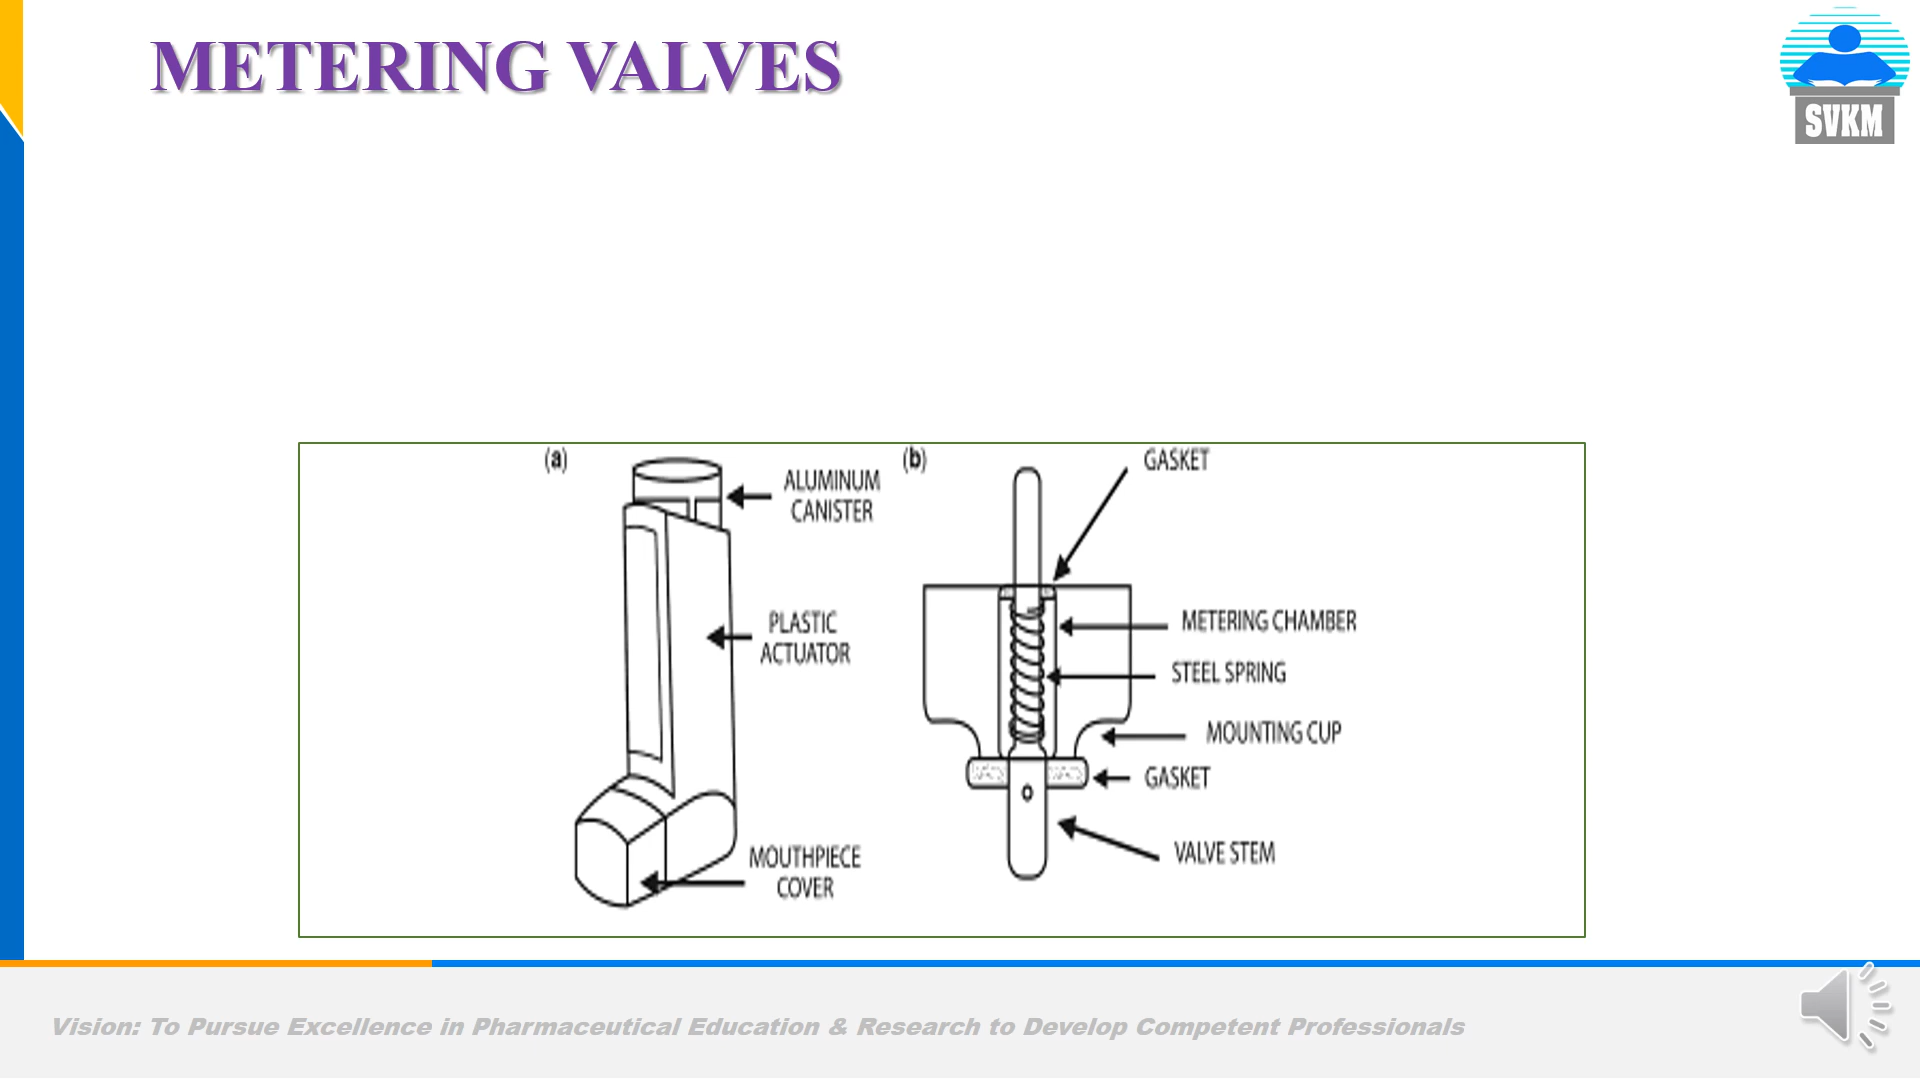 METERING VALVES
SVKM
(a)
ALUMINUM
CANISTER
PLASTIC
ACTUATOR
MOUTHPIECE
COVER
(b)
GASKET
METERING CHAMBER
STEEL SPRING
MOUNTING CUP
GASKET
VALVE STEM
Vision: To Pursue Excellence in Pharmaceutical Education & Research to Develop Competent Professionals